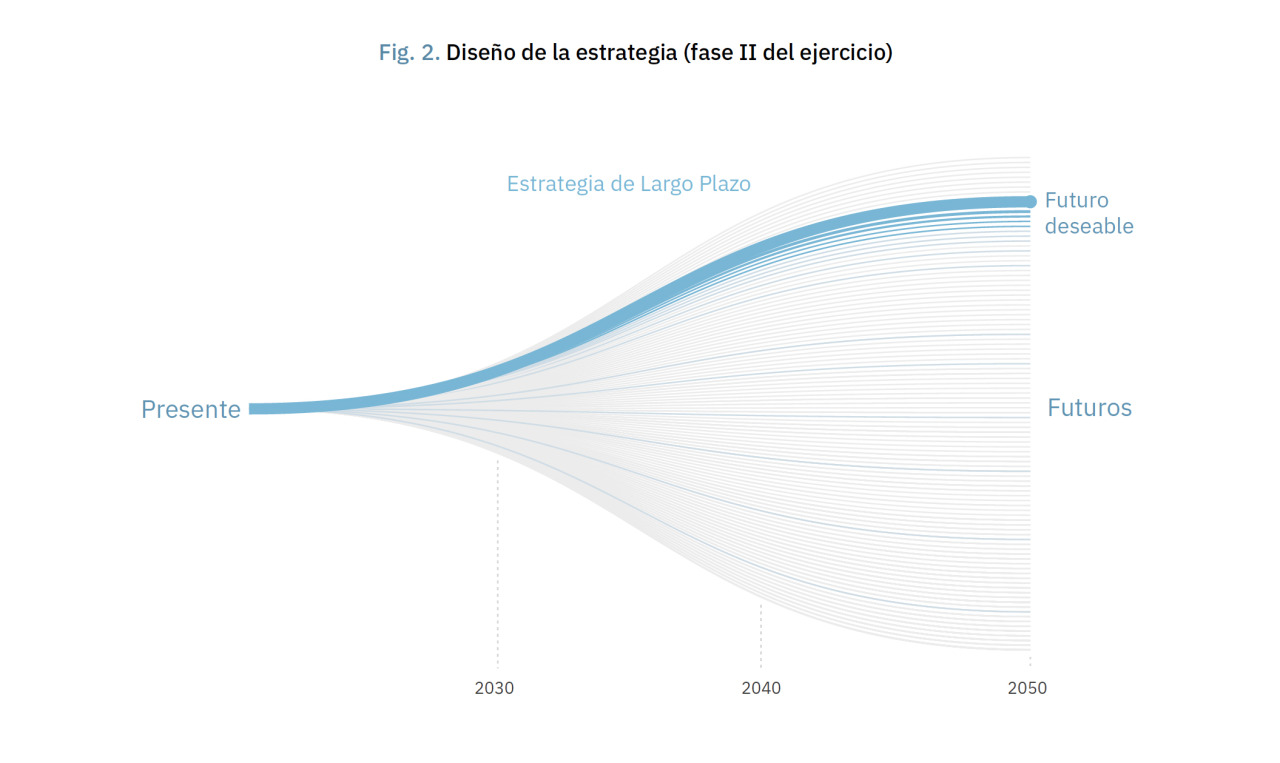 Fig. 2. Diseño de la estrategia (fase II del ejercicio)
Estrategia de Largo Plazo
Futuro
deseable
Presente
Futuros
2030
2040
2050